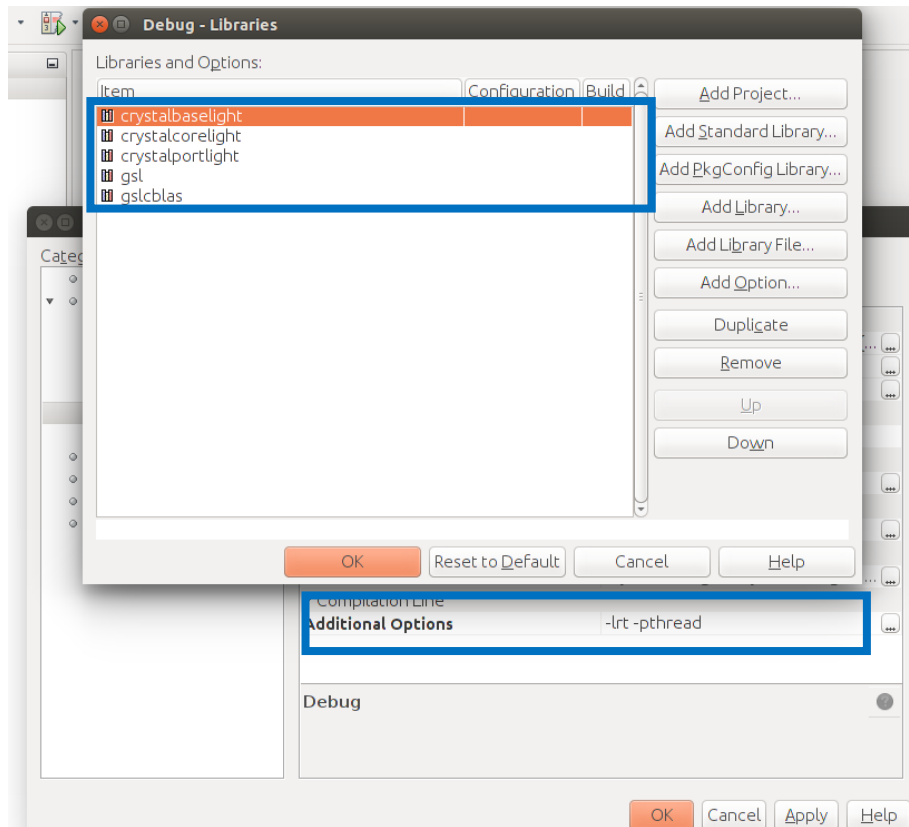 Debug - Libraries
Libraries and Options:
Item Configuration Build
crystalbaselight
crystalcorelight
crystalportlight
gsl
gslcblas
Add Project...
Add Standard Library...
Add PkgConfig Library...
Add Library...
Add Library File...
Add Option...
Duplicate
Remove
Up
Down
OK Reset to Default Cancel Help
Compilation Line
Additional Options -lrt -pthread
Debug
OK Cancel Apply Help